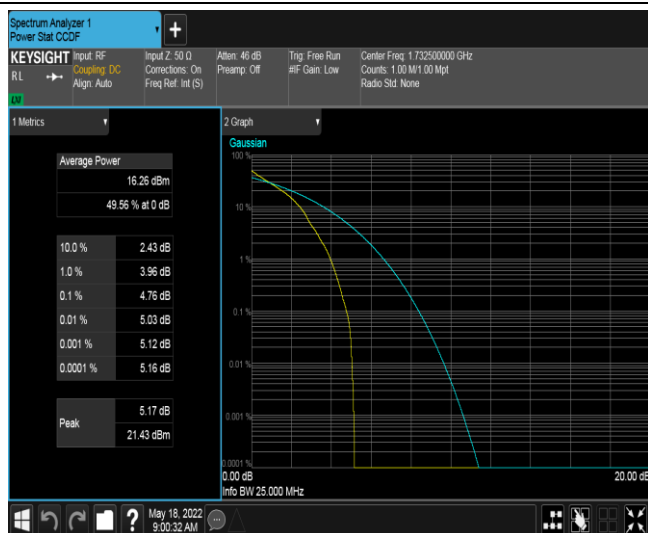 Spectrum Analyzer 1
Power Stat CCDF
+
KEYSIGHT
RL
LXI
Input: RF
Coupling: DC
Align: Auto
Input Z: 50 Ω
Corrections: On
Freq Ref: Int (S)
Atten: 46 dB
Preamp: Off
Trig: Free Run
#IF Gain: Low
Center Freq: 1.732500000 GHz
Counts: 1.00 M/1.00 Mpt
Radio Std: None
1 Metrics
Average Power
16.26 dBm
49.56 % at 0 dB
10.0 % 2.43 dB
1.0 % 3.96 dB
0.1 % 4.76 dB
0.01 % 5.03 dB
0.001 % 5.12 dB
0.0001 % 5.16 dB
Peak
5.17 dB
21.43 dBm
2 Graph
Gaussian
100 %
10 %
1 %
0.1 %
0.01 %
0.001 %
0.0001 %
0.00 dB
20.00 dB
Info BW 25.000 MHz
?
May 18, 2022
9:00:32 AM